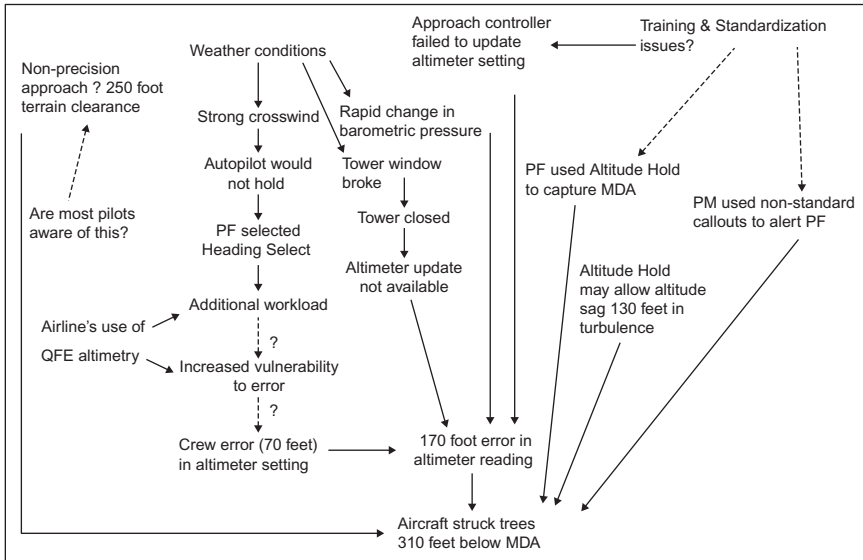 Non-precision
approach ? 250 foot
terrain clearance
Are most pilots
aware of this?
Airline's use of
QFE altimetry
Weather conditions
Strong crosswind
Autopilot would
not hold
PF selected
Heading Select
Additional workload
?
Increased vulnerability
to error
?
Crew error (70 feet)
in altimeter setting
Rapid change in
barometric pressure
Tower window
broke
Tower closed
Altimeter update
not available
Approach controller
failed to update
altimeter setting
Training & Standardization
issues?
PF used Altitude Hold
to capture MDA
PM used non-standard
callouts to alert PF
Altitude Hold
may allow altitude
sag 130 feet in
turbulence
170 foot error in
altimeter reading
Aircraft struck trees
310 feet below MDA